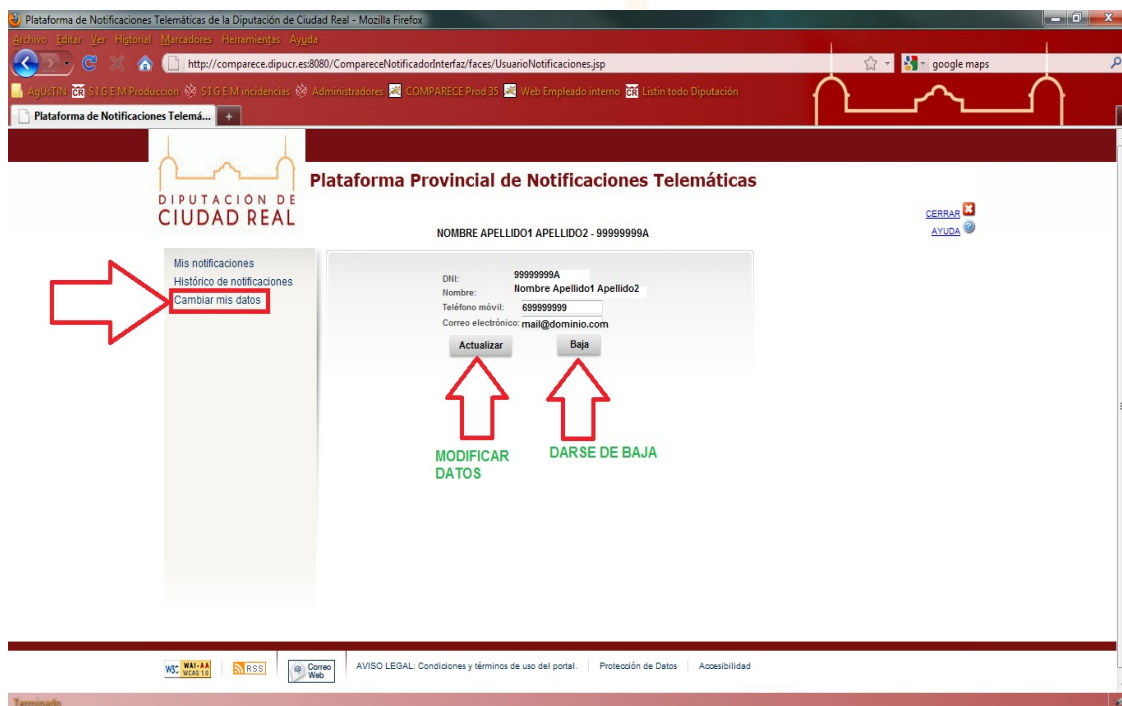 Plataforma de Notificaciones Telemáticas de la Diputación de Ciudad Real - Mozilla Firefox
Archivo Editar Ver Historial Marcadores Herramientas Ayuda
http://comparece.dipucr.es:8080/CompareceNotificadorInterfaz/faces/UsuarioNotificaciones.jsp
google maps
AgUsTiN SIGEM Produccion SIGEM incidencias Administradores COMPARECE Prod 35 Web Empleado interno Listin todo Diputación
Plataforma de Notificaciones Telemá...
DIPUTACIÓN DE
CIUDAD REAL
Plataforma Provincial de Notificaciones Telemáticas
CERRAR
AYUDA
NOMBRE APELLIDO1 APELLIDO2 - 99999999A
Mis notificaciones
Histórico de notificaciones
Cambiar mis datos
DNI: 99999999A
Nombre: Nombre Apellido1 Apellido2
Teléfono móvil: 699999999
Correo electrónico: mail@dominio.com
Actualizar Baja
MODIFICAR
DATOS
DARSE DE BAJA
W3C WAI-AA
WCAG 1.0
RSS
Correo
Web
AVISO LEGAL: Condiciones y términos de uso del portal. Protección de Datos Accesibilidad
Terminado